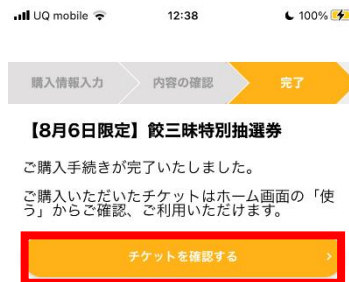 UQ mobile 12:38 100%
購入情報入力 内容の確認 完了
【8月6日限定】餃三昧特別抽選券
ご購入手続きが完了いたしました。
ご購入いただいたチケットはホーム画面の「使
う」からご確認、ご利用いただけます。
チケットを確認する